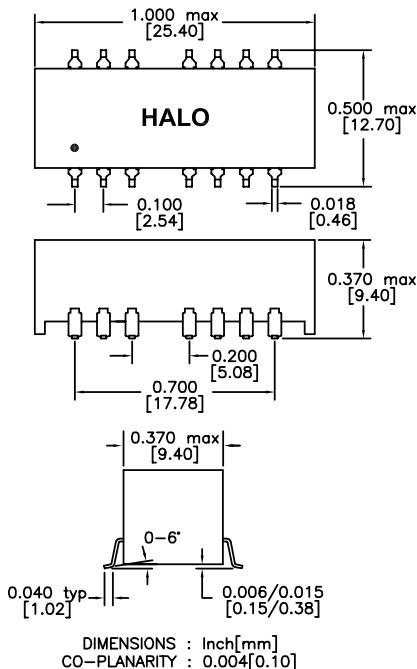 1.000 max
[25.40]
HALO
0.500 max
[12.70]
0.100
[2.54]
0.018
[0.46]
0.370 max
[9.40]
0.200
[5.08]
0.700
[17.78]
0.370 max
[9.40]
0-6°
0.040 typ
[1.02]
0.006/0.015
[0.15/0.38]
DIMENSIONS : Inch[mm]
CO-PLANARITY : 0.004[0.10]